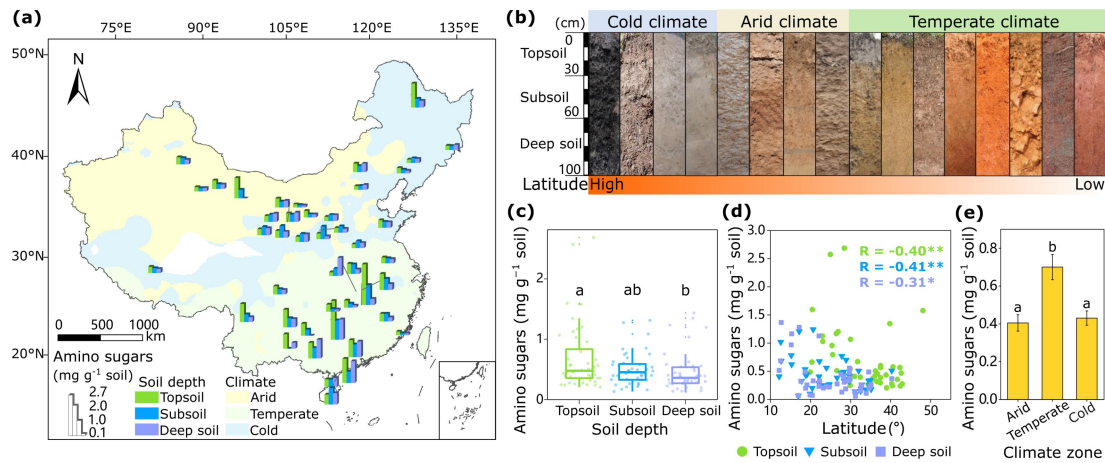 (a)
75°E
90°E
105°E
120°E
135°E
50°N
40°N
30°N
20°N
N
0
500
1000
km
Amino sugars
(mg g⁻¹ soil)
2.7
2.0
1.0
0.1
Soil depth
Topsoil
Subsoil
Deep soil
Climate
Arid
Temperate
Cold
(b)
(cm)
Cold climate
Arid climate
Temperate climate
0
Topsoil
30
Subsoil
60
Deep soil
100
Latitude
High
Low
(c)
Amino sugars (mg g⁻¹ soil)
2
1
0
a
ab
b
Topsoil
Subsoil
Deep soil
Soil depth
(d)
Amino sugars (mg g⁻¹ soil)
2.5
2.0
1.5
1.0
0.5
0.0
R = -0.40**
R = -0.41**
R = -0.31*
10
20
30
40
50
Latitude(°)
Topsoil
Subsoil
Deep soil
(e)
Amino sugars (mg g⁻¹ soil)
0.8
0.6
0.4
0.2
0.0
a
b
a
Arid
Temperate
Cold
Climate zone